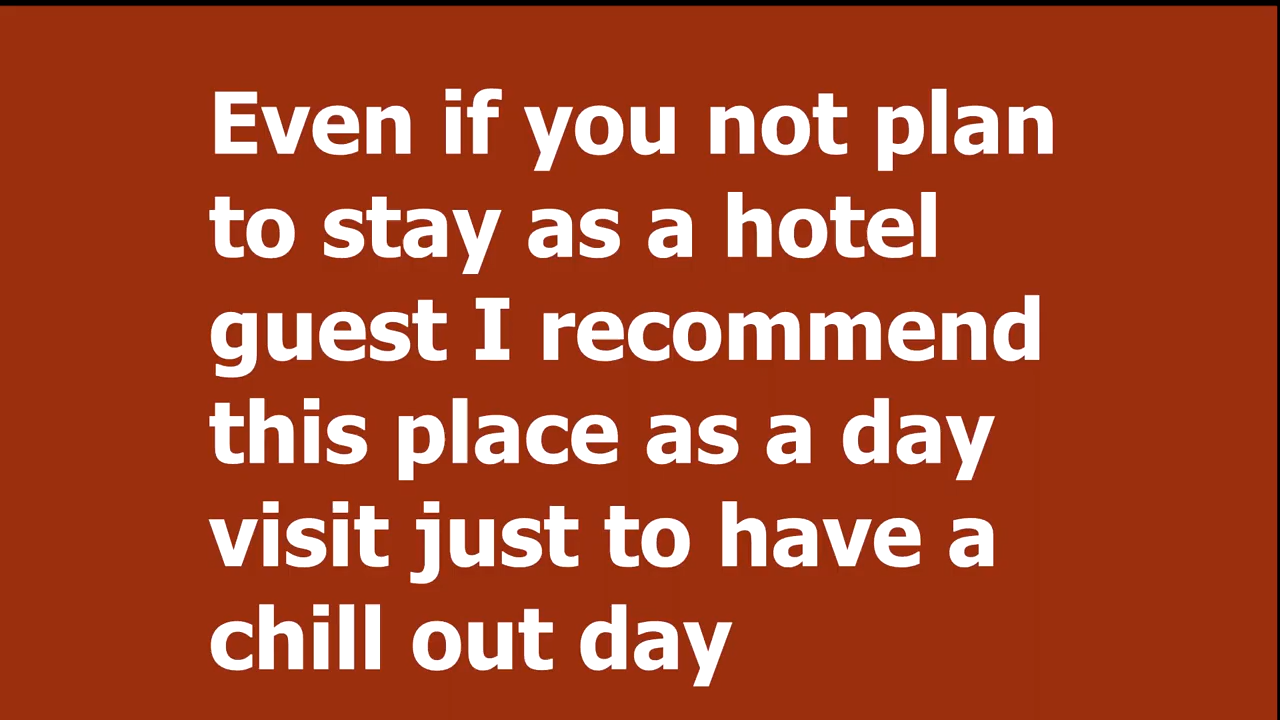 Even if you not plan
to stay as a hotel
guest I recommend
this place as a day
visit just to have a
chill out day